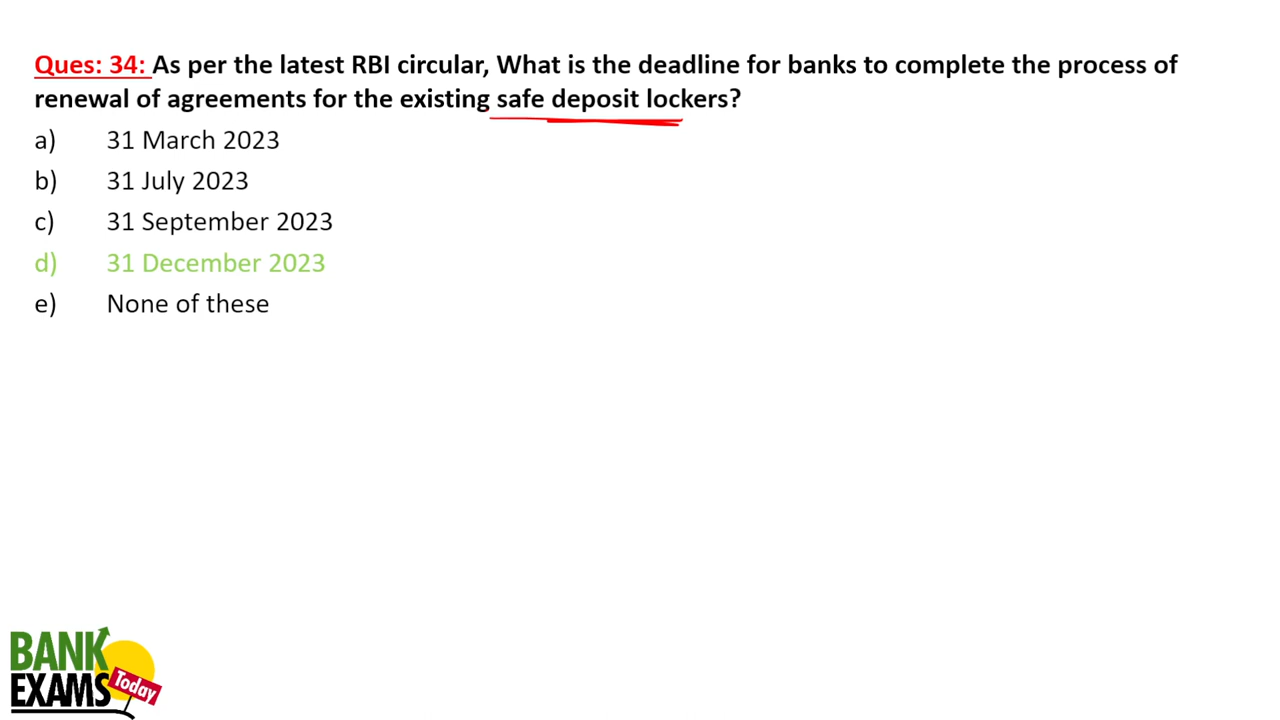 Ques: 34: As per the latest RBI circular, What is the deadline for banks to complete the process of
renewal of agreements for the existing safe deposit lockers?
a) 31 March 2023
b) 31 July 2023
c) 31 September 2023
d) 31 December 2023
e) None of these
BANK
EXAMS
Today